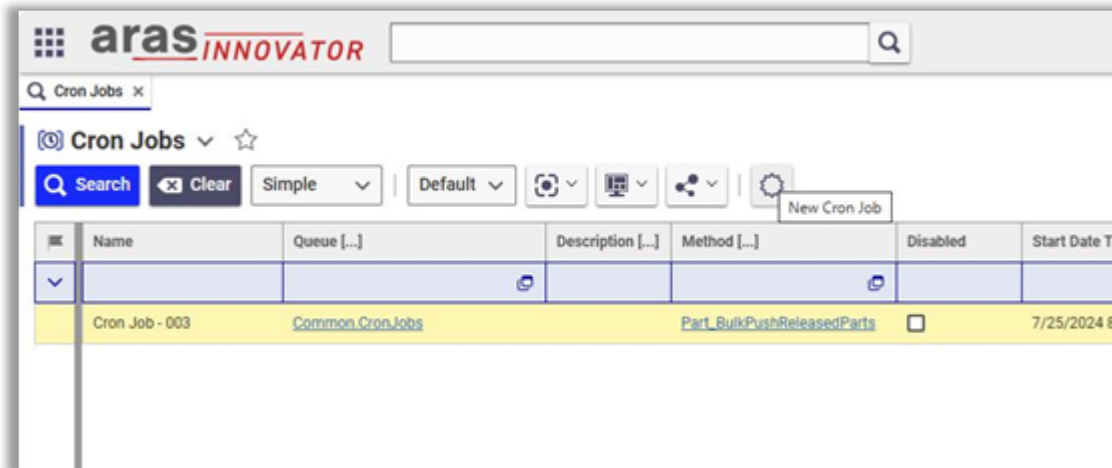 aras INNOVATOR
Cron Jobs ×
Cron Jobs
Search Clear Simple Default
New Cron Job
Name Queue [...] Description [...] Method [...] Disabled Start Date T
Cron Job - 003 Common.CronJobs Part_BulkPushReleasedParts 7/25/2024 8